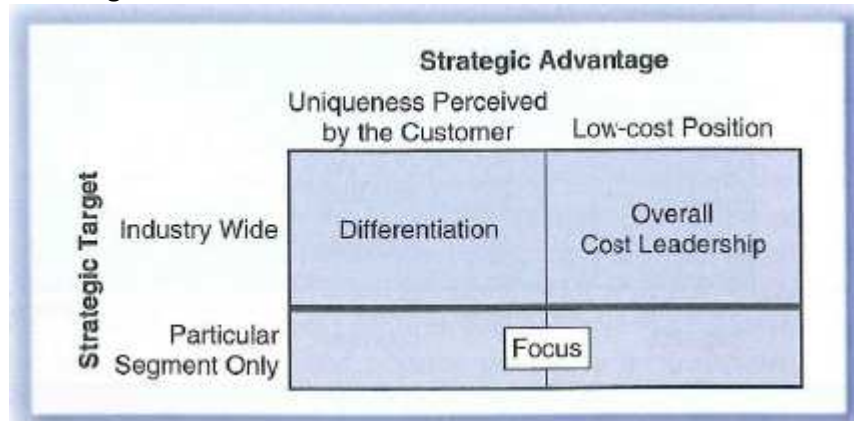 Strategic Advantage
Uniqueness Perceived
by the Customer
Low-cost Position
Strategic Target
Industry Wide
Differentiation
Overall
Cost Leadership
Particular
Segment Only
Focus